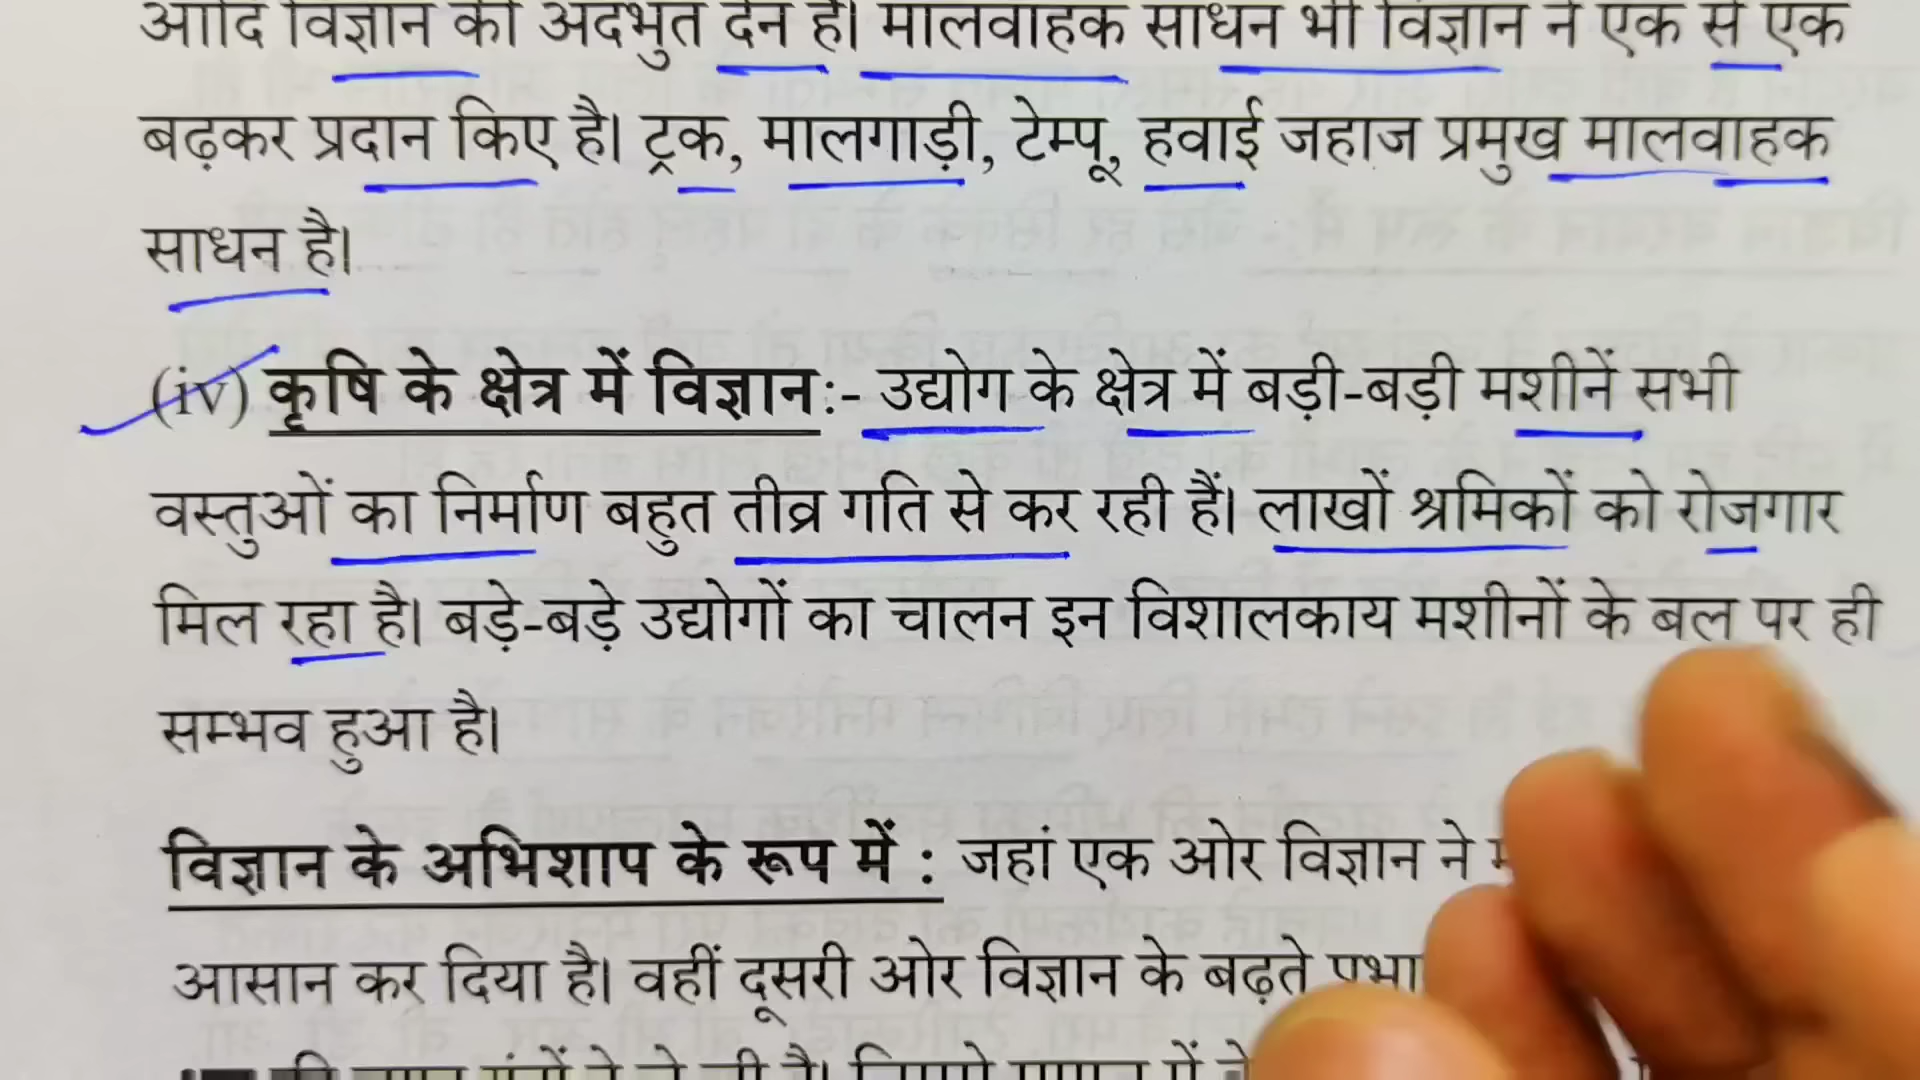 आदि विज्ञान की अदभुत देन है। मालवाहक साधन भी विज्ञान ने एक से एक
बढ़कर प्रदान किए है। ट्रक, मालगाड़ी, टेम्पू, हवाई जहाज प्रमुख मालवाहक
साधन है।
(iv) कृषि के क्षेत्र में विज्ञान:- उद्योग के क्षेत्र में बड़ी-बड़ी मशीनें सभी
वस्तुओं का निर्माण बहुत तीव्र गति से कर रही हैं। लाखों श्रमिकों को रोजगार
मिल रहा है। बड़े-बड़े उद्योगों का चालन इन विशालकाय मशीनों के बल पर ही
सम्भव हुआ है।
विज्ञान के अभिशाप के रूप में : जहां एक ओर विज्ञान ने
आसान कर दिया है। वहीं दूसरी ओर विज्ञान के बढ़ते